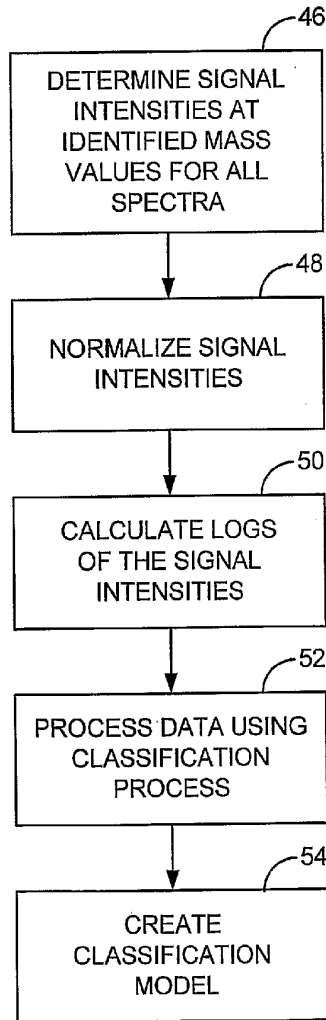 46
DETERMINE SIGNAL
INTENSITIES AT
IDENTIFIED MASS
VALUES FOR ALL
SPECTRA
48
NORMALIZE SIGNAL
INTENSITIES
50
CALCULATE LOGS
OF THE SIGNAL
INTENSITIES
52
PROCESS DATA USING
CLASSIFICATION
PROCESS
54
CREATE
CLASSIFICATION
MODEL